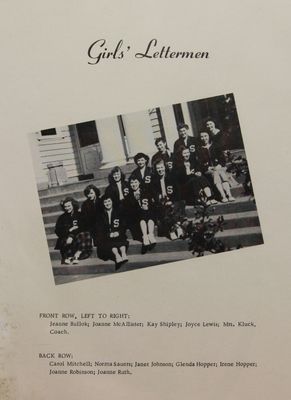 Girls' Lettermen
S S S S S S
FRONT ROW, LEFT TO RIGHT:
Jeanne Bullok; Joanne McAllister; Kay Shipley; Joyce Lewis; Mrs. Kluck,
Coach.
BACK ROW:
Carol Mitchell; Norma Sauers; Janet Johnson; Glenda Hopper; Irene Hopper;
Joanne Robinson; Joanne Rath.